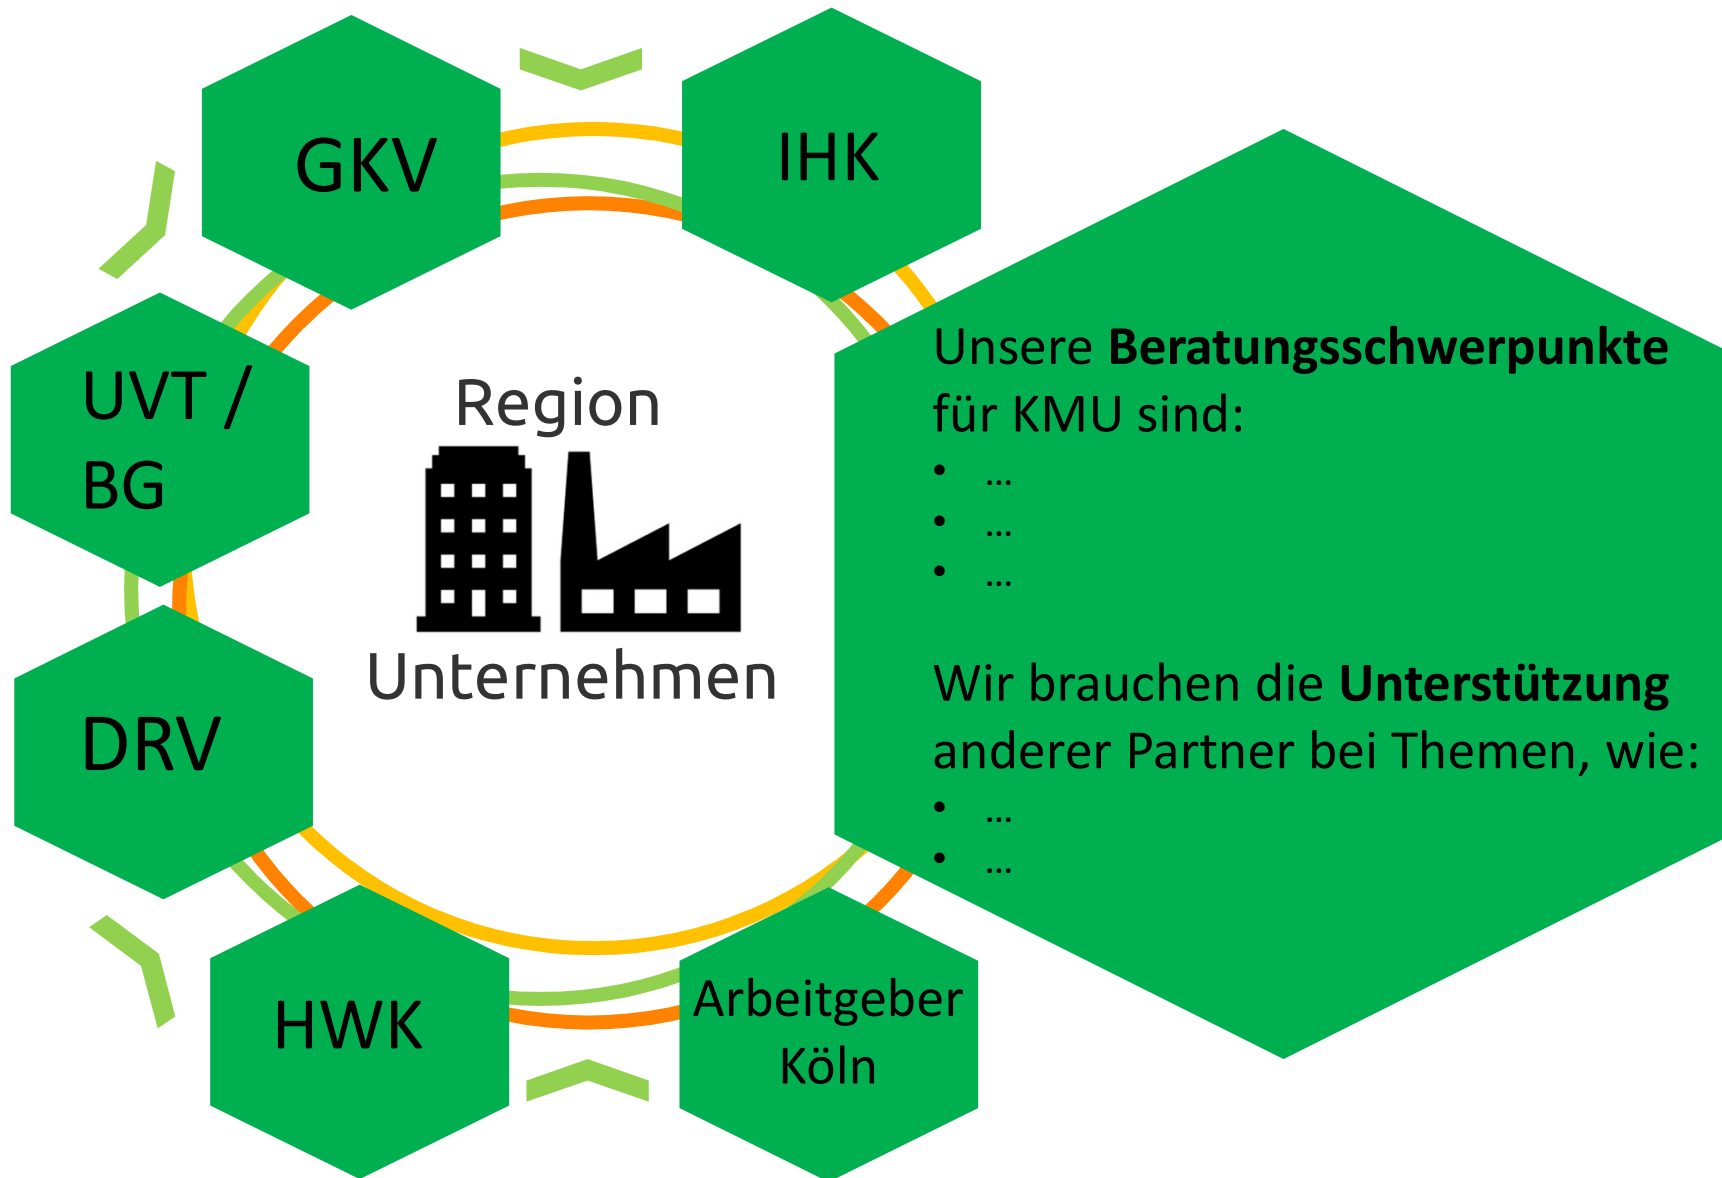 GKV
IHK
UVT /
BG
Region
Unternehmen
DRV
HWK
Arbeitgeber
Köln
Unsere Beratungsschwerpunkte
für KMU sind:
• ...
• ...
• ...
Wir brauchen die Unterstützung
anderer Partner bei Themen, wie:
• ...
• ...